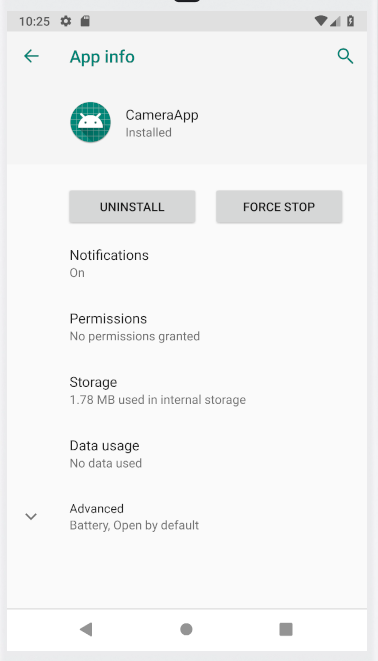 10:25
App info
CameraApp
Installed
UNINSTALL
FORCE STOP
Notifications
On
Permissions
No permissions granted
Storage
1.78 MB used in internal storage
Data usage
No data used
Advanced
Battery, Open by default